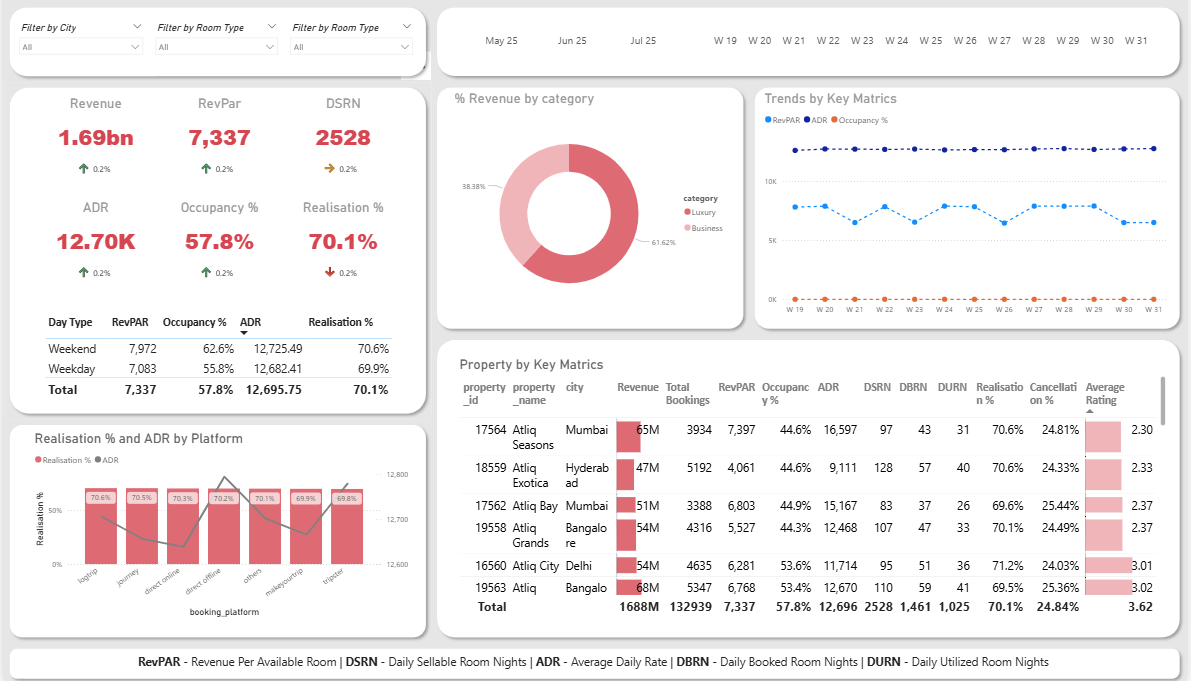 Filter by City Filter by Room Type Filter by Room Type
All All All
May 25 Jun 25 Jul 25 W 19 W 20 W 21 W 22 W 23 W 24 W 25 W 26 W 27 W 28 W 29 W 30 W 31
Revenue RevPar DSRN
1.69bn 7,337 2528
0.2% 0.2% 0.2%
ADR Occupancy % Realisation %
12.70K 57.8% 70.1%
0.2% 0.2% 0.2%
Day Type RevPAR Occupancy % ADR Realisation %
Weekend 7,972 62.6% 12,725.49 70.6%
Weekday 7,083 55.8% 12,682.41 69.9%
Total 7,337 57.8% 12,695.75 70.1%
% Revenue by category
38.38%
61.62%
category
Luxury
Business
Trends by Key Matrics
RevPAR ADR Occupancy %
10K
5K
0K
W 19 W 20 W 21 W 22 W 23 W 24 W 25 W 26 W 27 W 28 W 29 W 30 W 31
Realisation % and ADR by Platform
Realisation % ADR
Realisation %
50%
0%
70.6% 70.5% 70.3% 70.2% 70.1% 69.9% 69.8%
12,800
12,700
12,600
logtrip journey direct online direct offline others makeyourtrip tripster
booking_platform
Property by Key Matrics
property property city Revenue Total RevPAR Occupanc ADR DSRN DBRN DURN Realisatio Cancellati Average
_id _name Bookings y % n % on % Rating
17564 Atliq Mumbai 65M 3934 7,397 44.6% 16,597 97 43 31 70.6% 24.81% 2.30
Seasons
18559 Atliq Hyderab 47M 5192 4,061 44.6% 9,111 128 57 40 70.6% 24.33% 2.33
Exotica ad
17562 Atliq Bay Mumbai 51M 3388 6,803 44.9% 15,167 83 37 26 69.6% 25.44% 2.37
19558 Atliq Bangalo 54M 4316 5,527 44.3% 12,468 107 47 33 70.1% 24.49% 2.37
Grands re
16560 Atliq City Delhi 54M 4635 6,281 53.6% 11,714 95 51 36 71.2% 24.03% 3.01
19563 Atliq Bangalo 68M 5347 6,768 53.4% 12,670 110 59 41 69.5% 25.36% 3.02
Total 1688M 132939 7,337 57.8% 12,696 2528 1,461 1,025 70.1% 24.84% 3.62
RevPAR - Revenue Per Available Room | DSRN - Daily Sellable Room Nights | ADR - Average Daily Rate | DBRN - Daily Booked Room Nights | DURN - Daily Utilized Room Nights